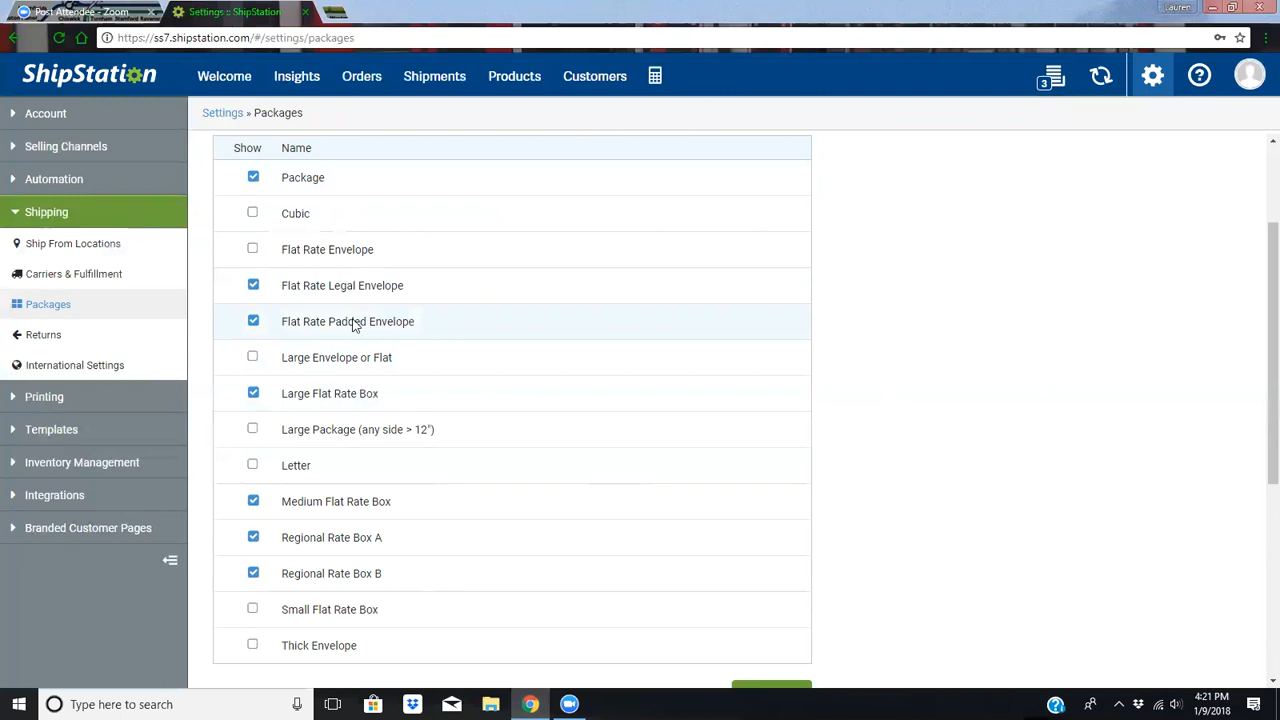 Post Attendee - Zoom
Settings :: ShipStation
Lauren
https://ss7.shipstation.com/#/settings/packages
ShipStation
Welcome
Insights
Orders
Shipments
Products
Customers
3
Account
Selling Channels
Automation
Shipping
Ship From Locations
Carriers & Fulfillment
Packages
Returns
International Settings
Printing
Templates
Inventory Management
Integrations
Branded Customer Pages
Settings » Packages
Show Name
Package
Cubic
Flat Rate Envelope
Flat Rate Legal Envelope
Flat Rate Padded Envelope
Large Envelope or Flat
Large Flat Rate Box
Large Package (any side > 12")
Letter
Medium Flat Rate Box
Regional Rate Box A
Regional Rate Box B
Small Flat Rate Box
Thick Envelope
Type here to search
4:21 PM
1/9/2018